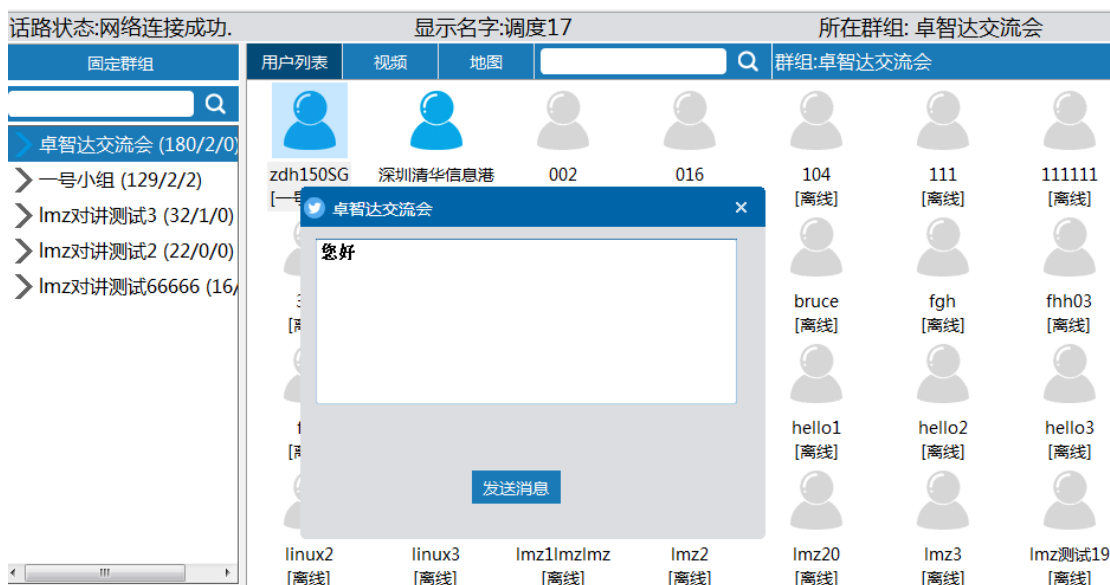 话路状态:网络连接成功.
显示名字:调度17
所在群组: 卓智达交流会
固定群组
用户列表
视频
地图
群组:卓智达交流会
卓智达交流会 (180/2/0)
一号小组 (129/2/2)
lmz对讲测试3 (32/1/0)
lmz对讲测试2 (22/0/0)
lmz对讲测试66666 (16/
zdh150SG
深圳清华信息港
002
016
104
111
111111
[离线]
[离线]
[离线]
卓智达交流会
您好
发送消息
bruce
fgh
fhh03
[离线]
[离线]
[离线]
hello1
hello2
hello3
[离线]
[离线]
[离线]
linux2
linux3
lmz1lmzlmz
lmz2
lmz20
lmz3
lmz测试19
[离线]
[离线]
[离线]
[离线]
[离线]
[离线]
[离线]